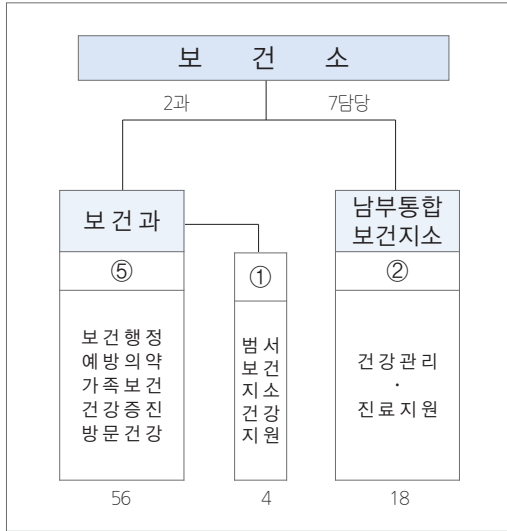 보 건 소
2과
7담당
보 건 과
⑤
보 건 행 정
예 방 의 약
가 족 보 건
건 강 증 진
방 문 건 강
56
①
범 서
보 건
지 소
건 강
지 원
4
남부통합
보건지소
②
건 강 관 리
·
진 료 지 원
18